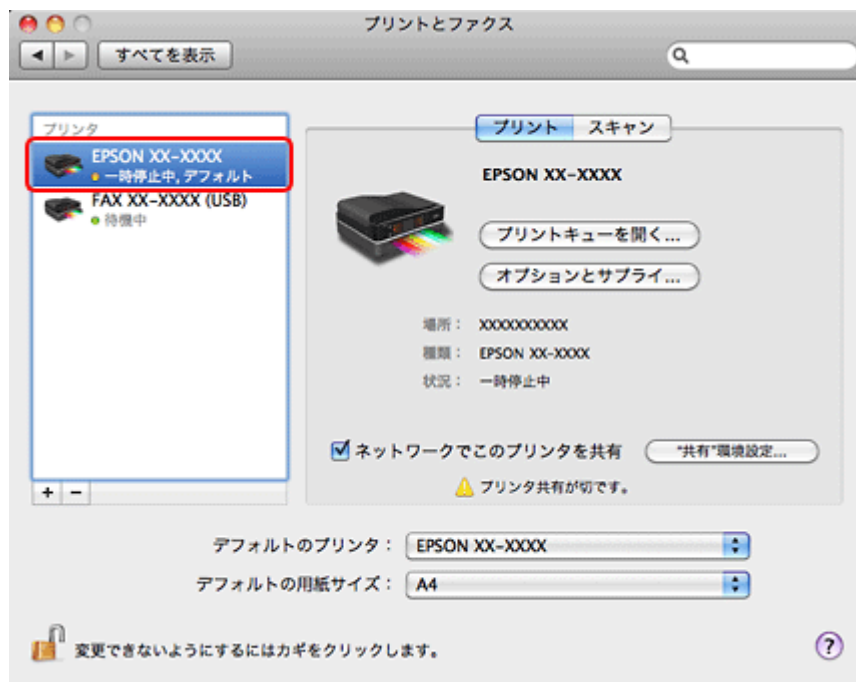 プリントとファクス
すべてを表示
プリンタ
EPSON XX-XXXX
一時停止中, デフォルト
FAX XX-XXXX (USB)
待機中
プリント スキャン
EPSON XX-XXXX
プリントキューを開く...
オプションとサプライ...
場所： XXXXXXXXXX
種類： EPSON XX-XXXX
状況： 一時停止中
ネットワークでこのプリンタを共有 "共有"環境設定...
プリンタ共有が切です。
+ −
デフォルトのプリンタ： EPSON XX-XXXX
デフォルトの用紙サイズ： A4
変更できないようにするにはカギをクリックします。 ?